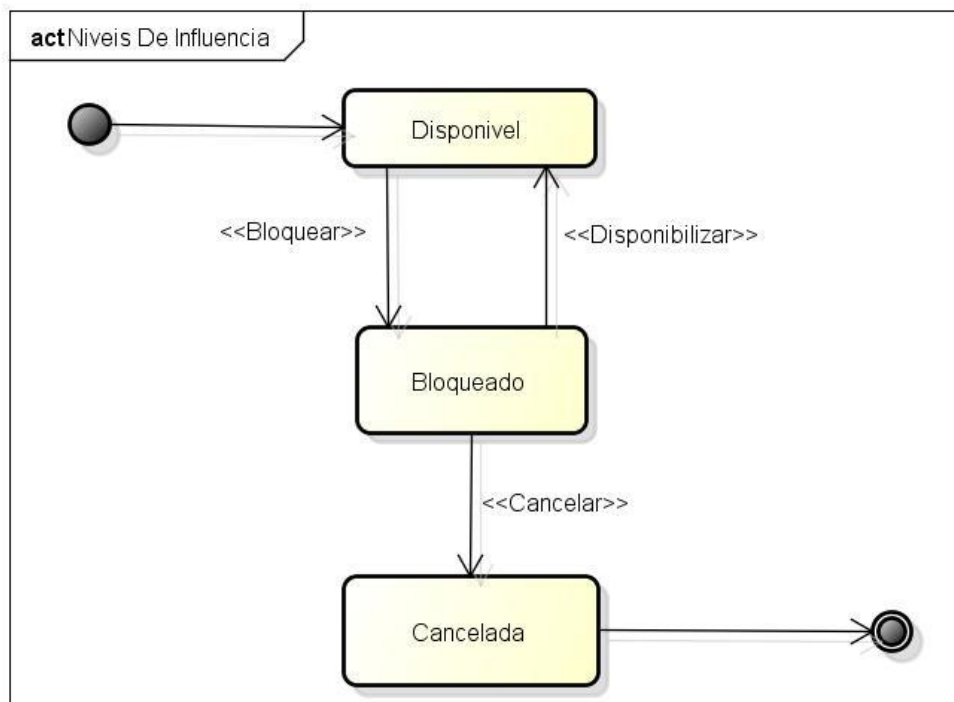 act Niveis De Influencia
Disponivel
<<Bloquear>>
<<Disponibilizar>>
Bloqueado
<<Cancelar>>
Cancelada